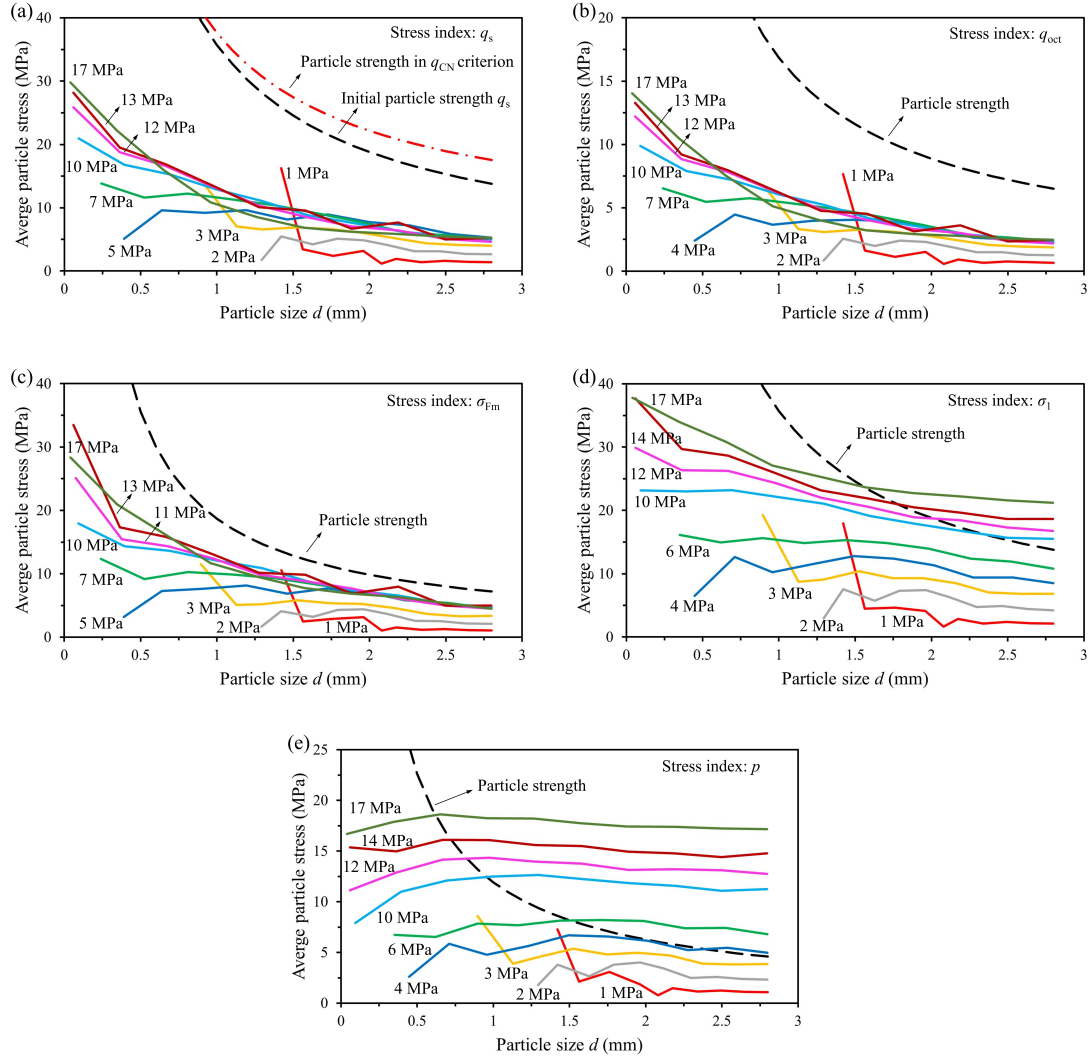 (a)
Averge particle stress (MPa)
40
30
20
10
0
0
0.5
1
1.5
2
2.5
3
Particle size d (mm)
Stress index: qs
Particle strength in qCN criterion
Initial particle strength qs
17 MPa
13 MPa
12 MPa
10 MPa
7 MPa
5 MPa
3 MPa
2 MPa
1 MPa
(b)
Averge particle stress (MPa)
20
15
10
5
0
0
0.5
1
1.5
2
2.5
3
Particle size d (mm)
Stress index: qoct
Particle strength
17 MPa
13 MPa
12 MPa
10 MPa
7 MPa
4 MPa
3 MPa
2 MPa
1 MPa
(c)
Averge particle stress (MPa)
40
30
20
10
0
0
0.5
1
1.5
2
2.5
3
Particle size d (mm)
Stress index: σFm
Particle strength
17 MPa
13 MPa
11 MPa
10 MPa
7 MPa
5 MPa
3 MPa
2 MPa
1 MPa
(d)
Averge particle stress (MPa)
40
30
20
10
0
0
0.5
1
1.5
2
2.5
3
Particle size d (mm)
Stress index: σ1
Particle strength
17 MPa
14 MPa
12 MPa
10 MPa
6 MPa
4 MPa
3 MPa
2 MPa
1 MPa
(e)
Averge particle stress (MPa)
25
20
15
10
5
0
0
0.5
1
1.5
2
2.5
3
Particle size d (mm)
Stress index: p
Particle strength
17 MPa
14 MPa
12 MPa
10 MPa
6 MPa
4 MPa
3 MPa
2 MPa
1 MPa